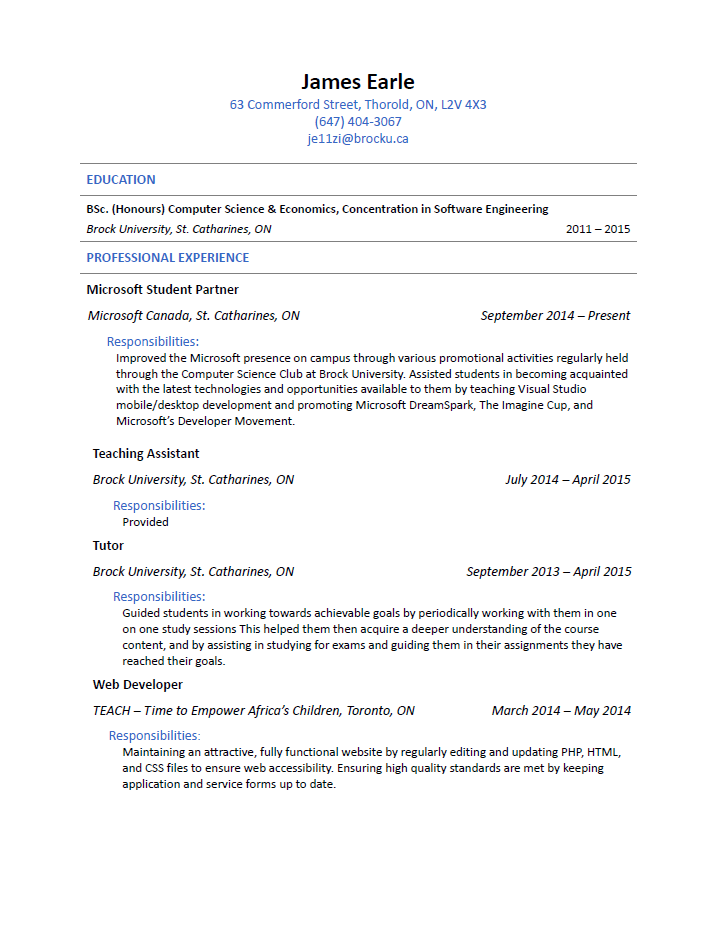 James Earle
63 Commerford Street, Thorold, ON, L2V 4X3
(647) 404-3067
je11zi@brocku.ca
EDUCATION
BSc. (Honours) Computer Science & Economics, Concentration in Software Engineering
Brock University, St. Catharines, ON 2011 – 2015
PROFESSIONAL EXPERIENCE
Microsoft Student Partner
Microsoft Canada, St. Catharines, ON September 2014 – Present
Responsibilities:
Improved the Microsoft presence on campus through various promotional activities regularly held
through the Computer Science Club at Brock University. Assisted students in becoming acquainted
with the latest technologies and opportunities available to them by teaching Visual Studio
mobile/desktop development and promoting Microsoft DreamSpark, The Imagine Cup, and
Microsoft's Developer Movement.
Teaching Assistant
Brock University, St. Catharines, ON July 2014 – April 2015
Responsibilities:
Provided
Tutor
Brock University, St. Catharines, ON September 2013 – April 2015
Responsibilities:
Guided students in working towards achievable goals by periodically working with them in one
on one study sessions This helped them then acquire a deeper understanding of the course
content, and by assisting in studying for exams and guiding them in their assignments they have
reached their goals.
Web Developer
TEACH – Time to Empower Africa's Children, Toronto, ON March 2014 – May 2014
Responsibilities:
Maintaining an attractive, fully functional website by regularly editing and updating PHP, HTML,
and CSS files to ensure web accessibility. Ensuring high quality standards are met by keeping
application and service forms up to date.